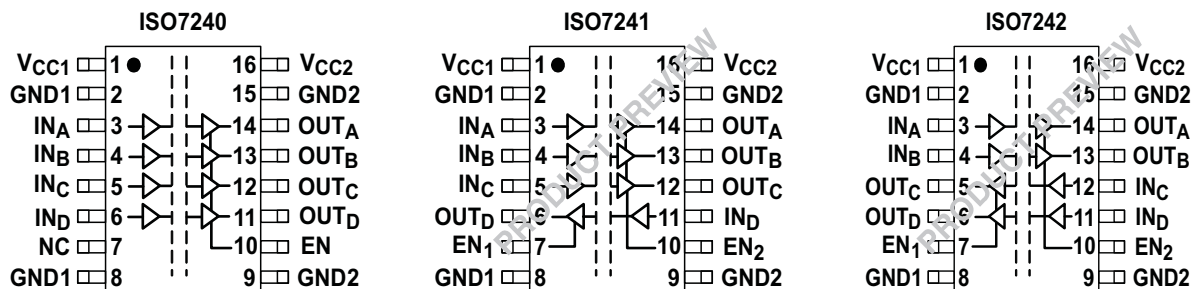 ISO7240
VCC1 1 16 VCC2
GND1 2 15 GND2
INA 3 14 OUTA
INB 4 13 OUTB
INC 5 12 OUTC
IND 6 11 OUTD
NC 7 10 EN
GND1 8 9 GND2
ISO7241
VCC1 1 16 VCC2
GND1 2 15 GND2
INA 3 14 OUTA
INB 4 13 OUTB
INC 5 12 OUTC
OUTD 6 11 IND
EN1 7 10 EN2
GND1 8 9 GND2
PRODUCT PREVIEW
ISO7242
VCC1 1 16 VCC2
GND1 2 15 GND2
INA 3 14 OUTA
INB 4 13 OUTB
OUTC 5 12 INC
OUTD 6 11 IND
EN1 7 10 EN2
GND1 8 9 GND2
PRODUCT PREVIEW